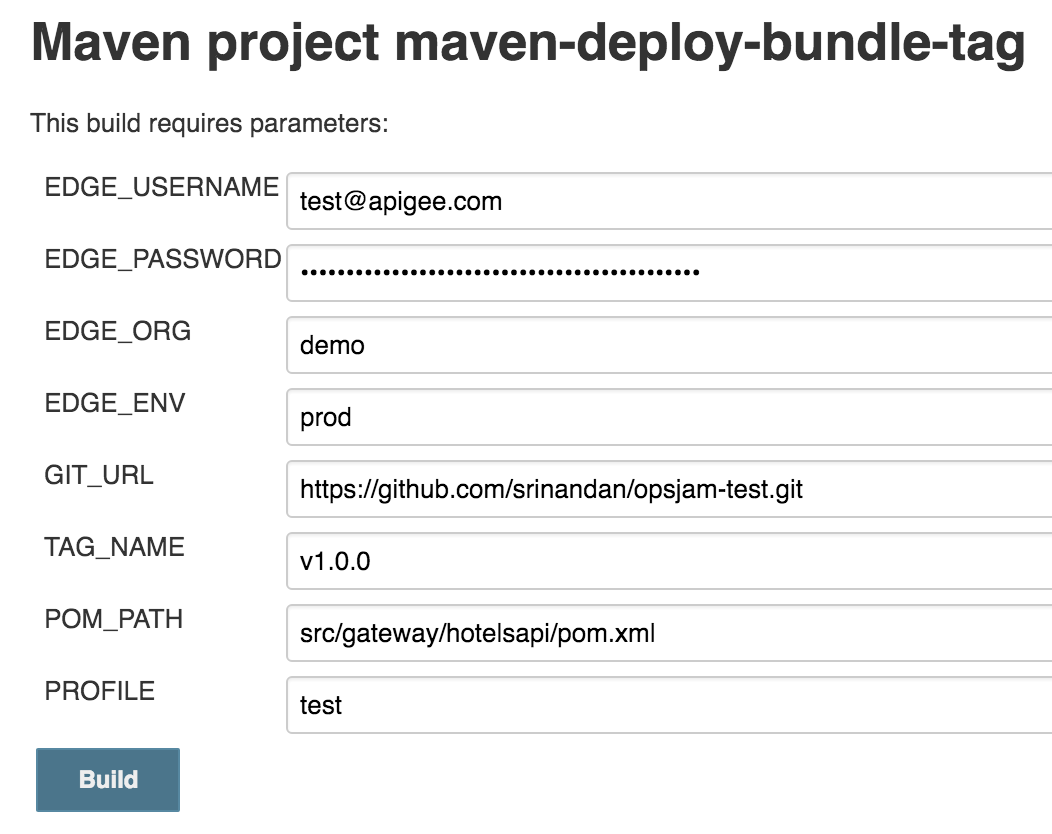 Maven project maven-deploy-bundle-tag
This build requires parameters:
EDGE_USERNAME test@apigee.com
EDGE_PASSWORD ••••••••••••••••••••••••••••••••••••••••••••
EDGE_ORG demo
EDGE_ENV prod
GIT_URL https://github.com/srinandan/opsjam-test.git
TAG_NAME v1.0.0
POM_PATH src/gateway/hotelsapi/pom.xml
PROFILE test
Build